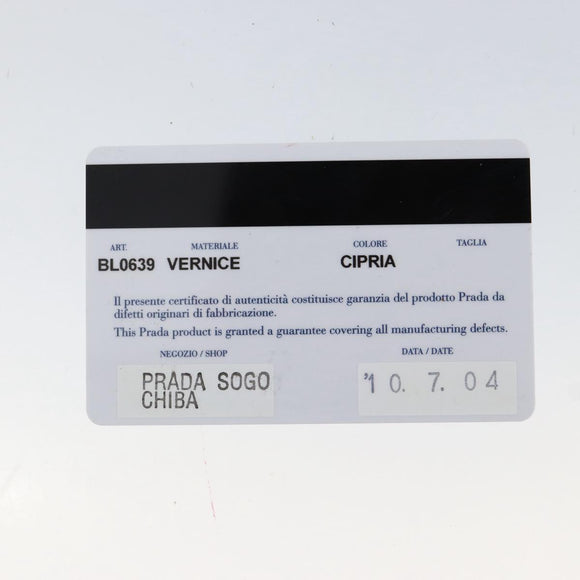 ART. MATERIALE COLORE TAGLIA
BL0639 VERNICE CIPRIA
Il presente certificato di autenticità costituisce garanzia del prodotto Prada da
difetti originari di fabbricazione.
This Prada product is granted a guarantee covering all manufacturing defects.
NEGOZIO / SHOP DATA / DATE
PRADA SOGO '10. 7. 04
CHIBA